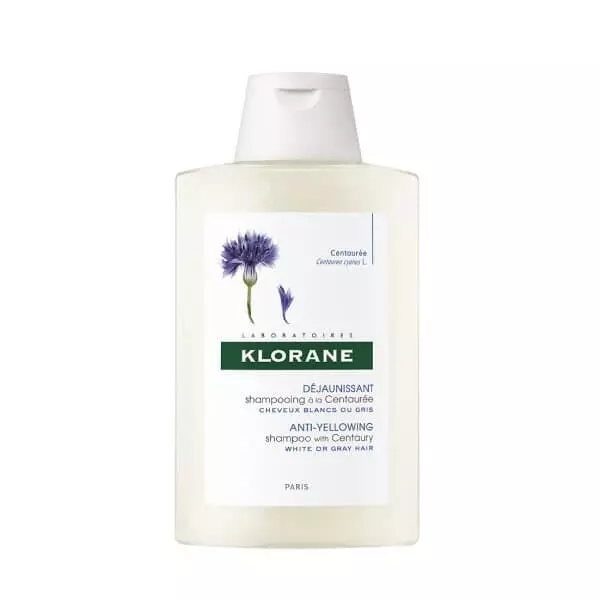 Centaurée
Centaurea cyanus L.
LABORATOIRES
KLORANE
DÉJAUNISSANT
shampooing à la Centaurée
CHEVEUX BLANCS OU GRIS
ANTI-YELLOWING
shampoo with Centaury
WHITE OR GRAY HAIR
PARIS